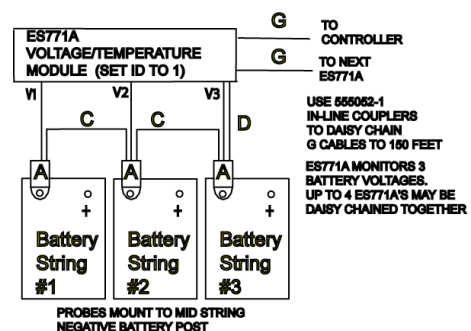 ES771A
VOLTAGE/TEMPERATURE
MODULE (SET ID TO 1)
G
TO
CONTROLLER
G
TO NEXT
ES771A
V1
V2
V3
C
C
D
USE 555052-1
IN-LINE COUPLERS
TO DAISY CHAIN
G CABLES TO 150 FEET
ES771A MONITORS 3
BATTERY VOLTAGES.
UP TO 4 ES771A'S MAY BE
DAISY CHAINED TOGETHER
A
A
A
+
+
+
Battery
String
#1
Battery
String
#2
Battery
String
#3
PROBES MOUNT TO MID STRING
NEGATIVE BATTERY POST